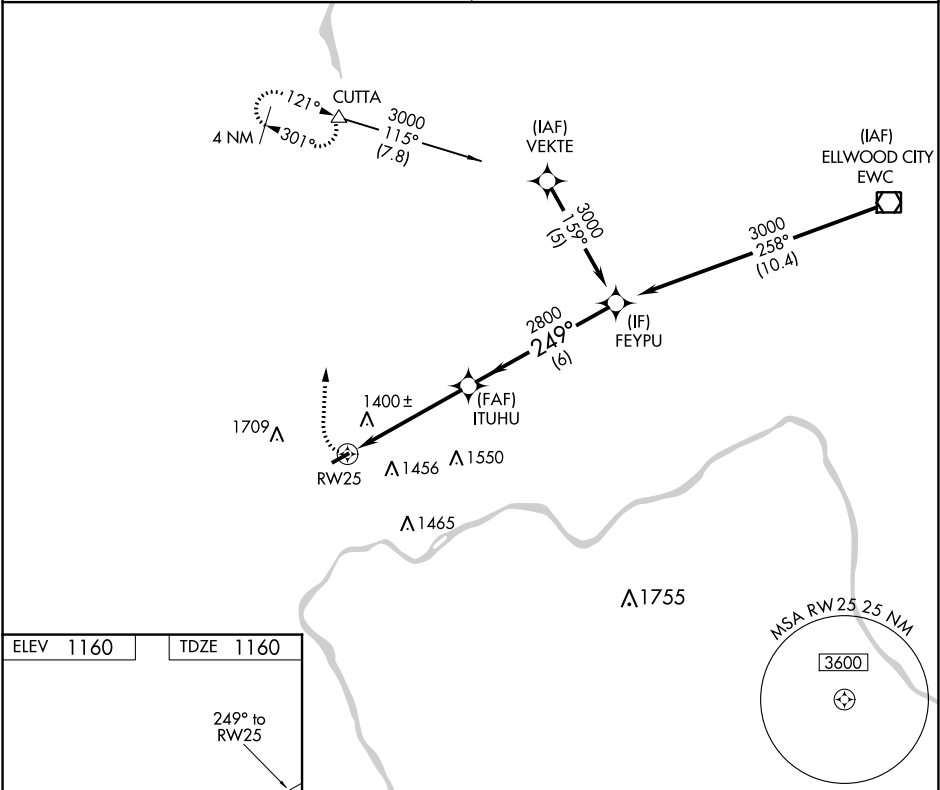 CUTTA
121°
301°
4 NM
3000
115°
(7.8)
(IAF)
VEKTE
(IAF)
ELLWOOD CITY
EWC
3000
159°
(5)
3000
258°
(10.4)
(IF)
FEYPU
2800
249°
(6)
(FAF)
ITUHU
1400±
1709
RW25
1456
1550
1465
1755
MSA RW 25 25 NM
3600
ELEV 1160
TDZE 1160
249° to
RW25